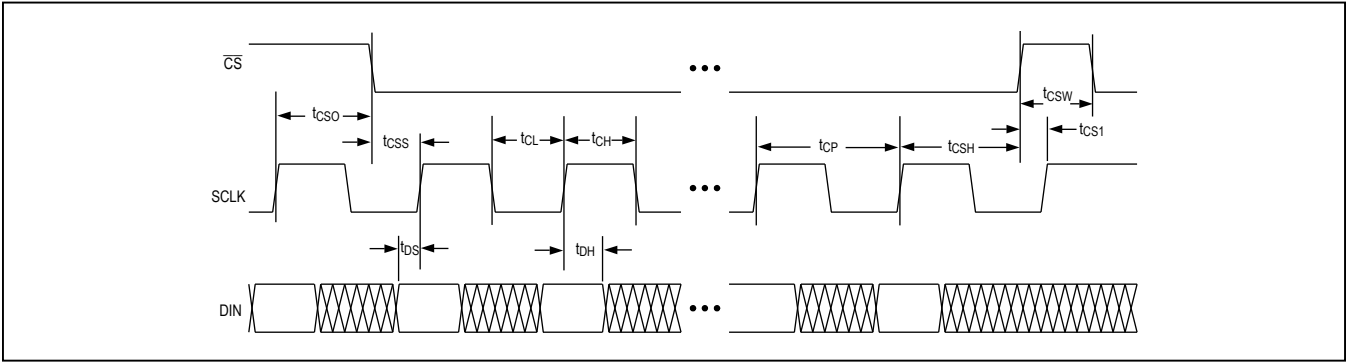 CS
•••
tCSW
tCSO
tCSS
tCL
tCH
tCP
tCSH
tCS1
SCLK
•••
tDS
tDH
DIN
•••